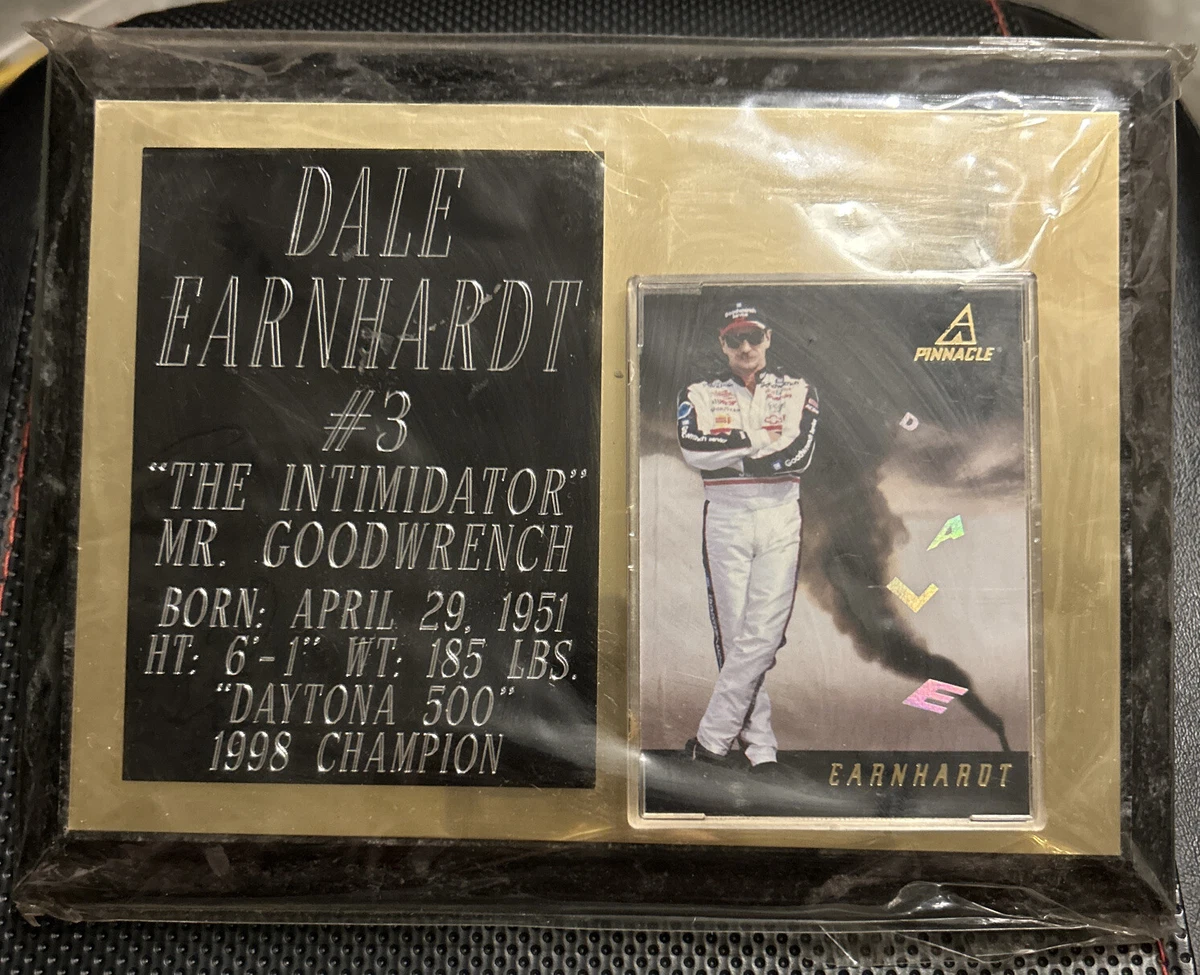 DALE
EARNHARDT
#3
“THE INTIMIDATOR”
MR. GOODWRENCH
BORN: APRIL 29, 1951
HT: 6'-1" WT: 185 LBS.
“DAYTONA 500”
1998 CHAMPION
PINNACLE
D
A
L
E
EARNHARDT